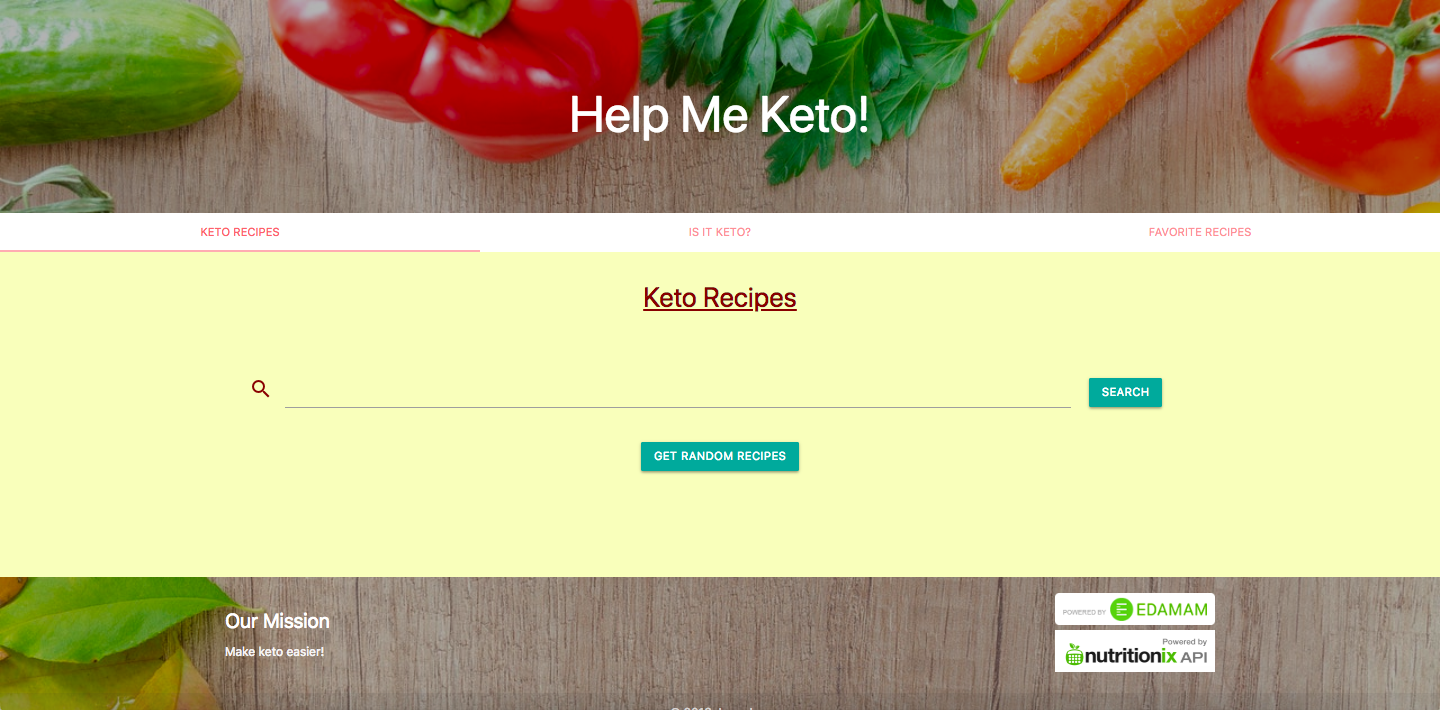 Help Me Keto!
KETO RECIPES
IS IT KETO?
FAVORITE RECIPES
Keto Recipes
SEARCH
GET RANDOM RECIPES
Our Mission
Make keto easier!
POWERED BY EDAMAM
Powered by
nutritionix API